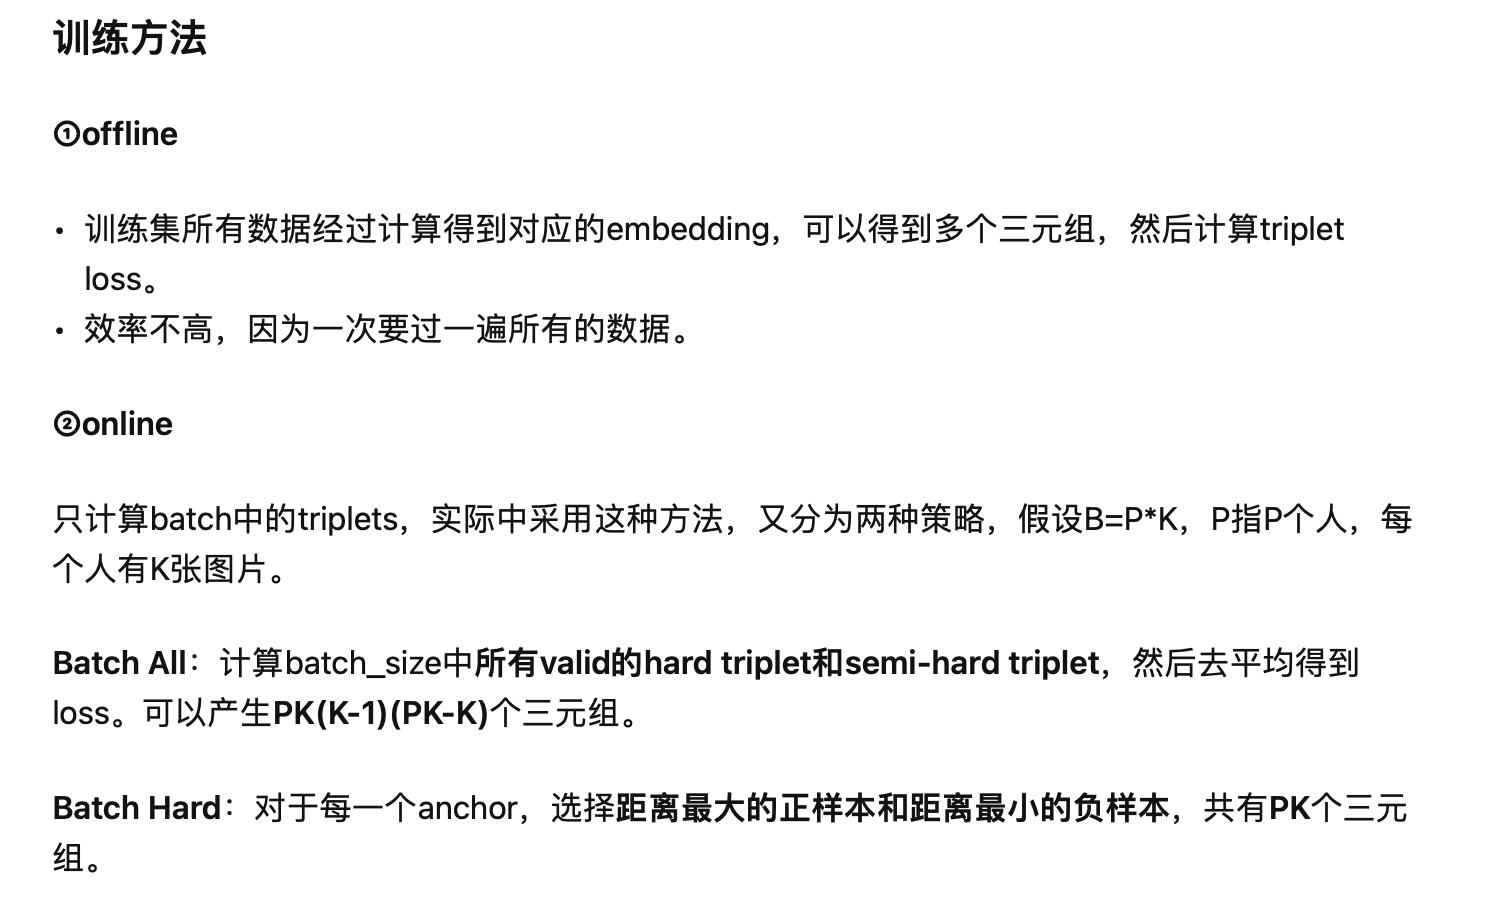 训练方法
①offline
• 训练集所有数据经过计算得到对应的embedding，可以得到多个三元组，然后计算triplet
loss。
• 效率不高，因为一次要过一遍所有的数据。
②online
只计算batch中的triplets，实际中采用这种方法，又分为两种策略，假设B=P*K，P指P个人，每
个人有K张图片。
Batch All：计算batch_size中所有valid的hard triplet和semi-hard triplet，然后去平均得到
loss。可以产生PK(K-1)(PK-K)个三元组。
Batch Hard：对于每一个anchor，选择距离最大的正样本和距离最小的负样本，共有PK个三元
组。